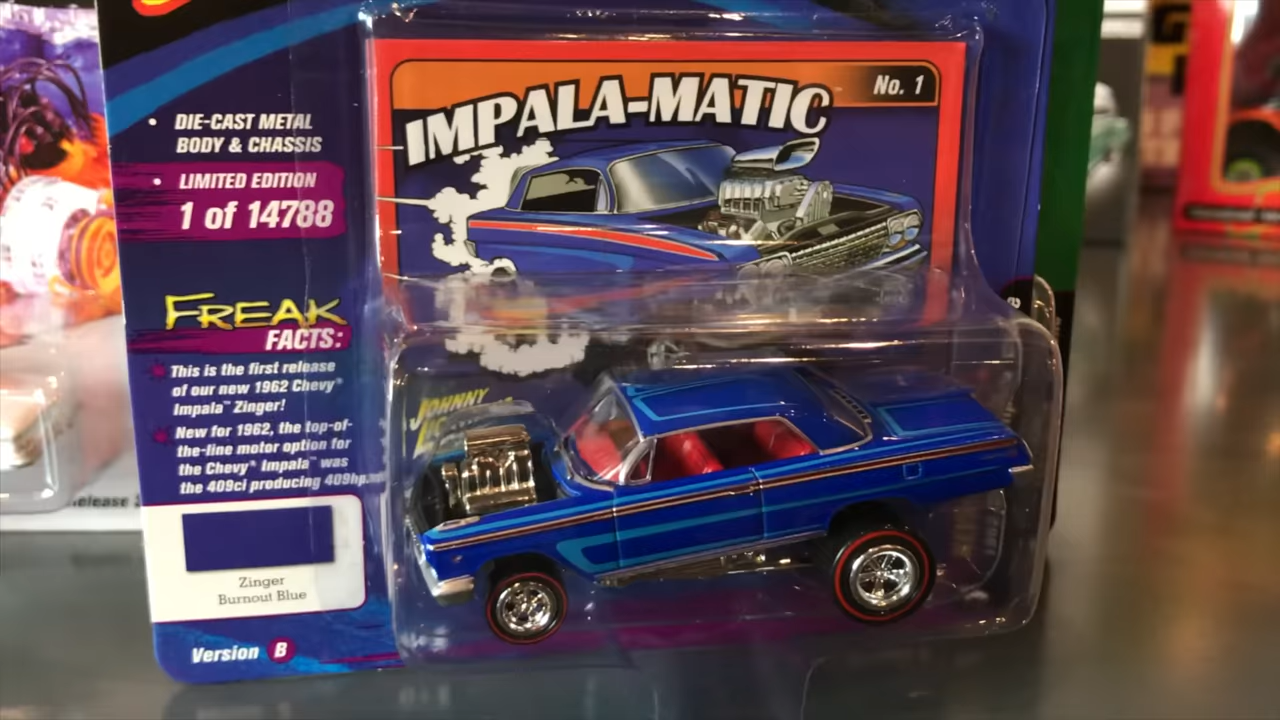 • DIE-CAST METAL
BODY & CHASSIS
• LIMITED EDITION
1 of 14788
FREAK
FACTS:
This is the first release
of our new 1962 Chevy®
Impala™ Zinger!
New for 1962, the top-of-
the-line motor option for
the Chevy® Impala™ was
the 409ci producing 409hp.
Zinger
Burnout Blue
Version B
IMPALA-MATIC
No. 1
JOHNNY
elease